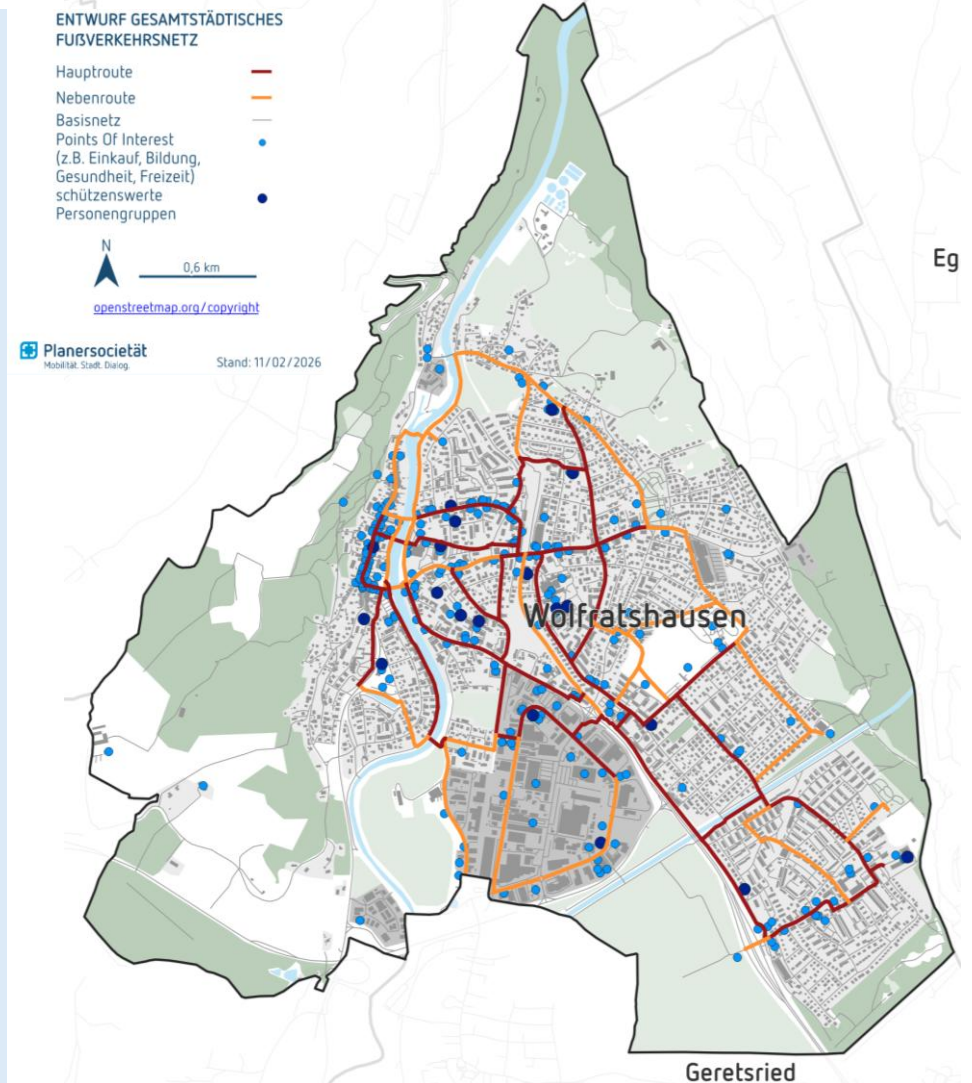 ENTWURF GESAMTSTÄDTISCHES
FUẞVERKEHRSNETZ
Hauptroute
Nebenroute
Basisnetz
Points Of Interest
(z.B. Einkauf, Bildung,
Gesundheit, Freizeit)
schützenswerte
Personengruppen
N
0,6 km
openstreetmap.org/copyright
Planersocietät
Mobilität. Stadt. Dialog.
Stand: 11/02/2026
Eg
Wolfratshausen
Geretsried